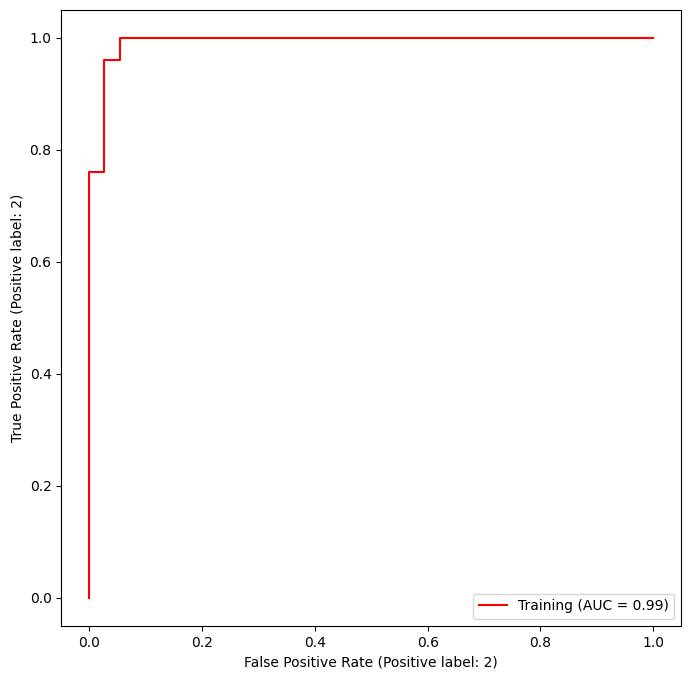 1.0
0.8
0.6
0.4
0.2
0.0
True Positive Rate (Positive label: 2)
Training (AUC = 0.99)
0.0 0.2 0.4 0.6 0.8 1.0
False Positive Rate (Positive label: 2)